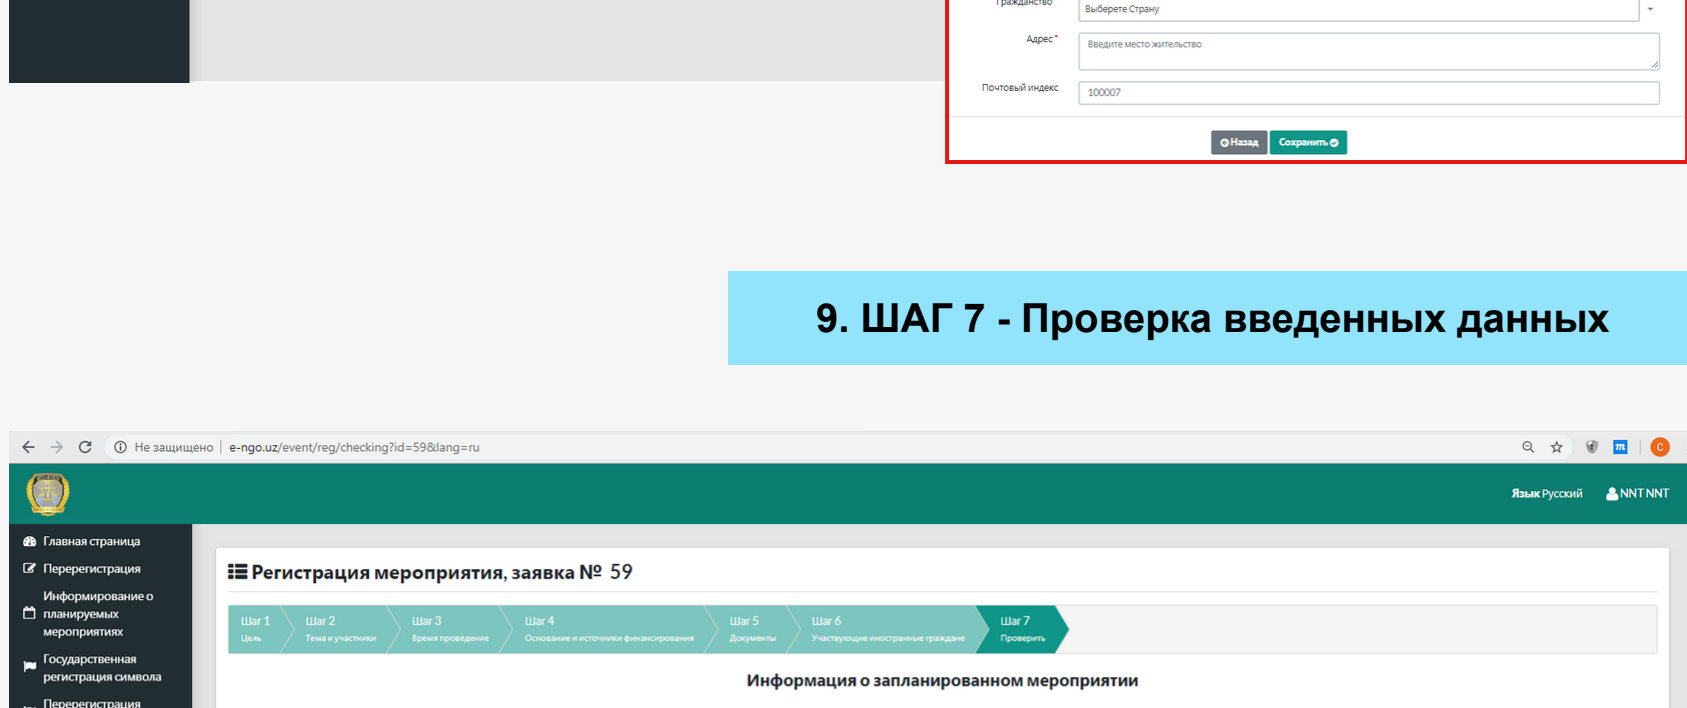 Гражданство
Выберете Страну
Адрес *
Введите место жительство
Почтовый индекс
100007
Назад
Сохранить
9. ШАГ 7 - Проверка введенных данных
Не защищено | e-ngo.uz/event/reg/checking?id=59&lang=ru
m
C
Язык Русский
NNT NNT
Главная страница
Перерегистрация
Информирование о
планируемых
мероприятиях
Государственная
регистрация символа
Перерегистрация
Регистрация мероприятия, заявка № 59
Шаг 1
Цель
Шаг 2
Тема и участники
Шаг 3
Время проведение
Шаг 4
Основание и источники финансирования
Шаг 5
Документы
Шаг 6
Участвующие иностранные граждане
Шаг 7
Проверить
Информация о запланированном мероприятии